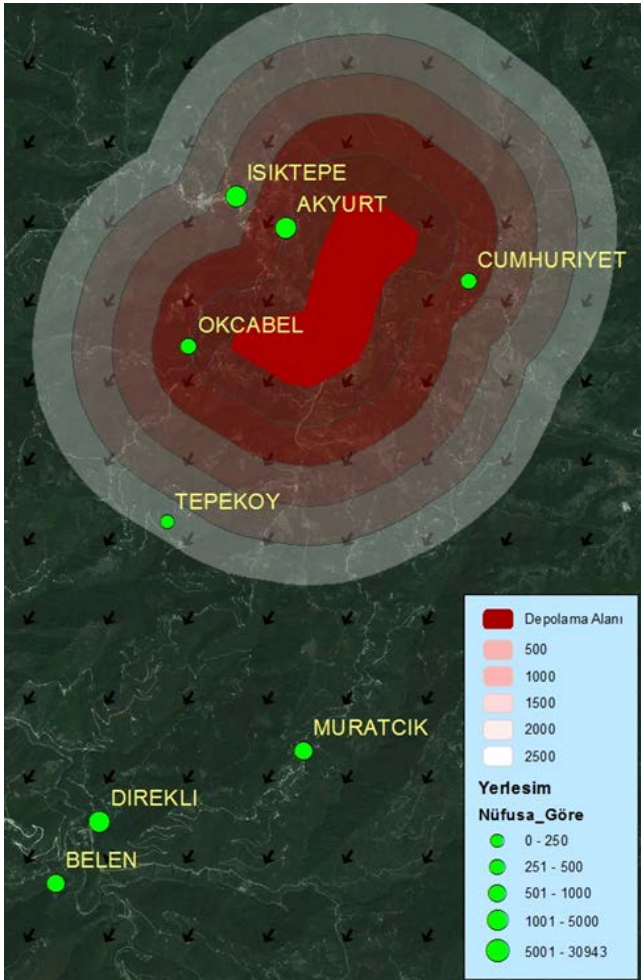 ISIKTEPE
AKYURT
CUMHURIYET
OKCABEL
TEPEKOY
MURATCIK
DIREKLI
BELEN
Depolama Alanı
500
1000
1500
2000
2500
Yerlesim
Nüfusa_Göre
0 - 250
251 - 500
501 - 1000
1001 - 5000
5001 - 30943